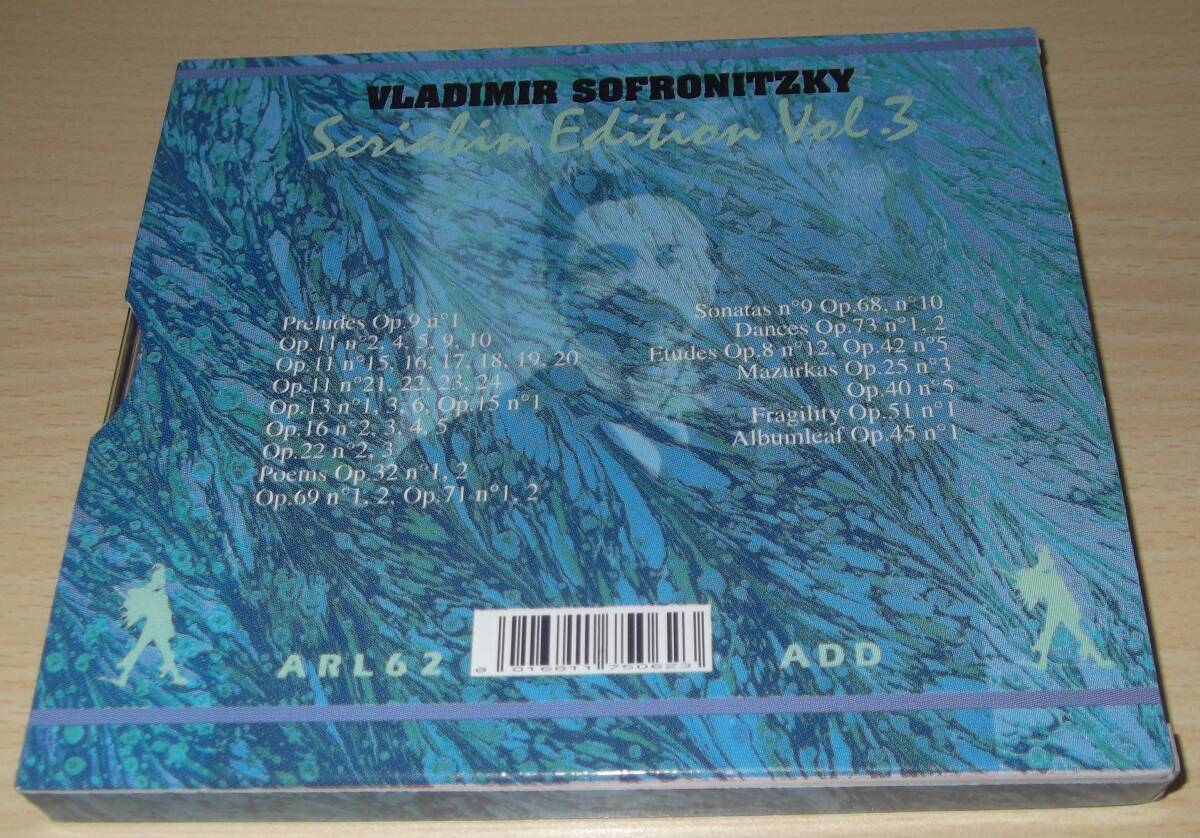 VLADIMIR SOFRONITZKY
Scriabin Edition Vol.3
Preludes Op.9 n°1
Op.11 n°2, 4, 5, 9, 10
Op.11 n°15, 16, 17, 18, 19, 20
Op.11 n°21, 22, 23, 24
Op.13 n°1, 3, 6, Op.15 n°1
Op.16 n°2, 3, 4, 5
Op.22 n°2, 3
Poems Op.32 n°1, 2
Op.69 n°1, 2, Op.71 n°1, 2
Sonatas n°9 Op.68, n°10
Dances Op.73 n°1, 2
Etudes Op.8 n°12, Op.42 n°5
Mazurkas Op.25 n°3
Op.40 n°5
Fragility Op.51 n°1
Albumleaf Op.45 n°1
ARL62
8 016811 750623
ADD